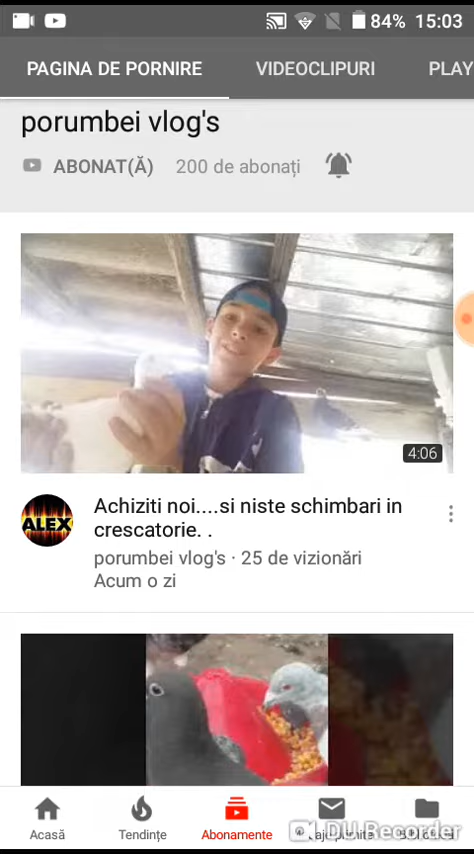 84% 15:03
PAGINA DE PORNIRE VIDEOCLIPURI PLAY
porumbei vlog's
ABONAT(Ă) 200 de abonați
4:06
ALEX
Achiziti noi....si niste schimbari in
crescatorie. .
porumbei vlog's · 25 de vizionări
Acum o zi
Acasă Tendințe Abonamente
DU Recorder